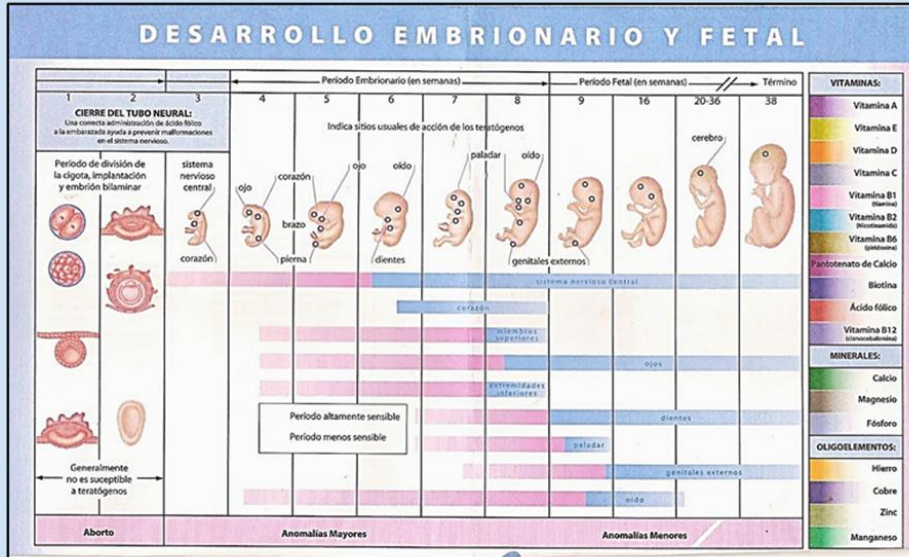 DESARROLLO EMBRIONARIO Y FETAL
Período Embrionario (en semanas)
Período Fetal (en semanas)
Término
1 2 3 4 5 6 7 8 9 16 20-36 38
CIERRE DEL TUBO NEURAL:
Una correcta administración de ácido fólico
a la embarazada ayuda a prevenir malformaciones
en el sistema nervioso.
Indica sitios usuales de acción de los teratógenos
Período de división de
la cigota, implantación
y embrión bilaminar
sistema
nervioso
central
ojo
corazón
ojo
oído
paladar
oído
cerebro
brazo
corazón
pierna
dientes
genitales externos
sistema nervioso central
corazón
miembros
superiores
ojos
extremidades
inferiores
Período altamente sensible
Período menos sensible
dientes
paladar
genitales externos
oído
Generalmente
no es suceptible
a teratógenos
Aborto
Anomalías Mayores
Anomalías Menores
VITAMINAS:
Vitamina A
Vitamina E
Vitamina D
Vitamina C
Vitamina B1
(tiamina)
Vitamina B2
(Nicotinamida)
Vitamina B6
(piridoxina)
Pantotenato de Calcio
Biotina
Ácido fólico
Vitamina B12
MINERALES:
Calcio
Magnesio
Fósforo
OLIGOELEMENTOS:
Hierro
Cobre
Zinc
Manganeso